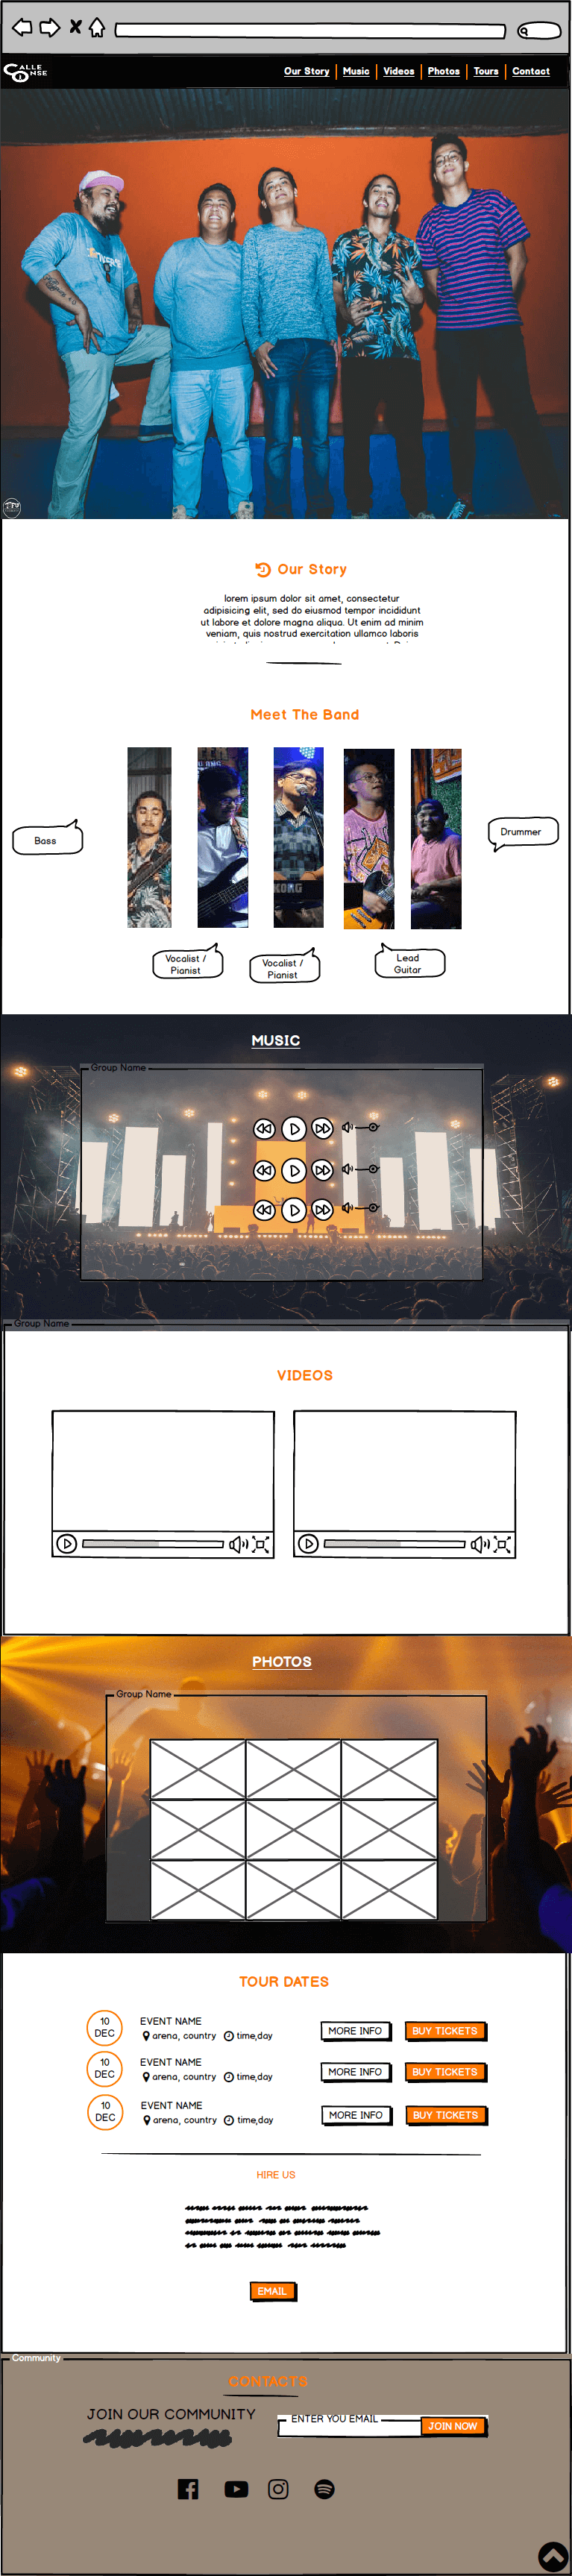 CALLE ONSE
Our Story | Music | Videos | Photos | Tours | Contact
Our Story
lorem ipsum dolor sit amet, consectetur
adipisicing elit, sed do eiusmod tempor incididunt
ut labore et dolore magna aliqua. Ut enim ad minim
veniam, quis nostrud exercitation ullamco laboris
Meet The Band
Bass
Drummer
Vocalist /
Pianist
Vocalist /
Pianist
Lead
Guitar
KORG
MUSIC
Group Name
Group Name
VIDEOS
PHOTOS
Group Name
TOUR DATES
10
DEC
EVENT NAME
arena, country time,day
MORE INFO
BUY TICKETS
10
DEC
EVENT NAME
arena, country time,day
MORE INFO
BUY TICKETS
10
DEC
EVENT NAME
arena, country time,day
MORE INFO
BUY TICKETS
HIRE US
EMAIL
Community
CONTACTS
JOIN OUR COMMUNITY
ENTER YOU EMAIL
JOIN NOW